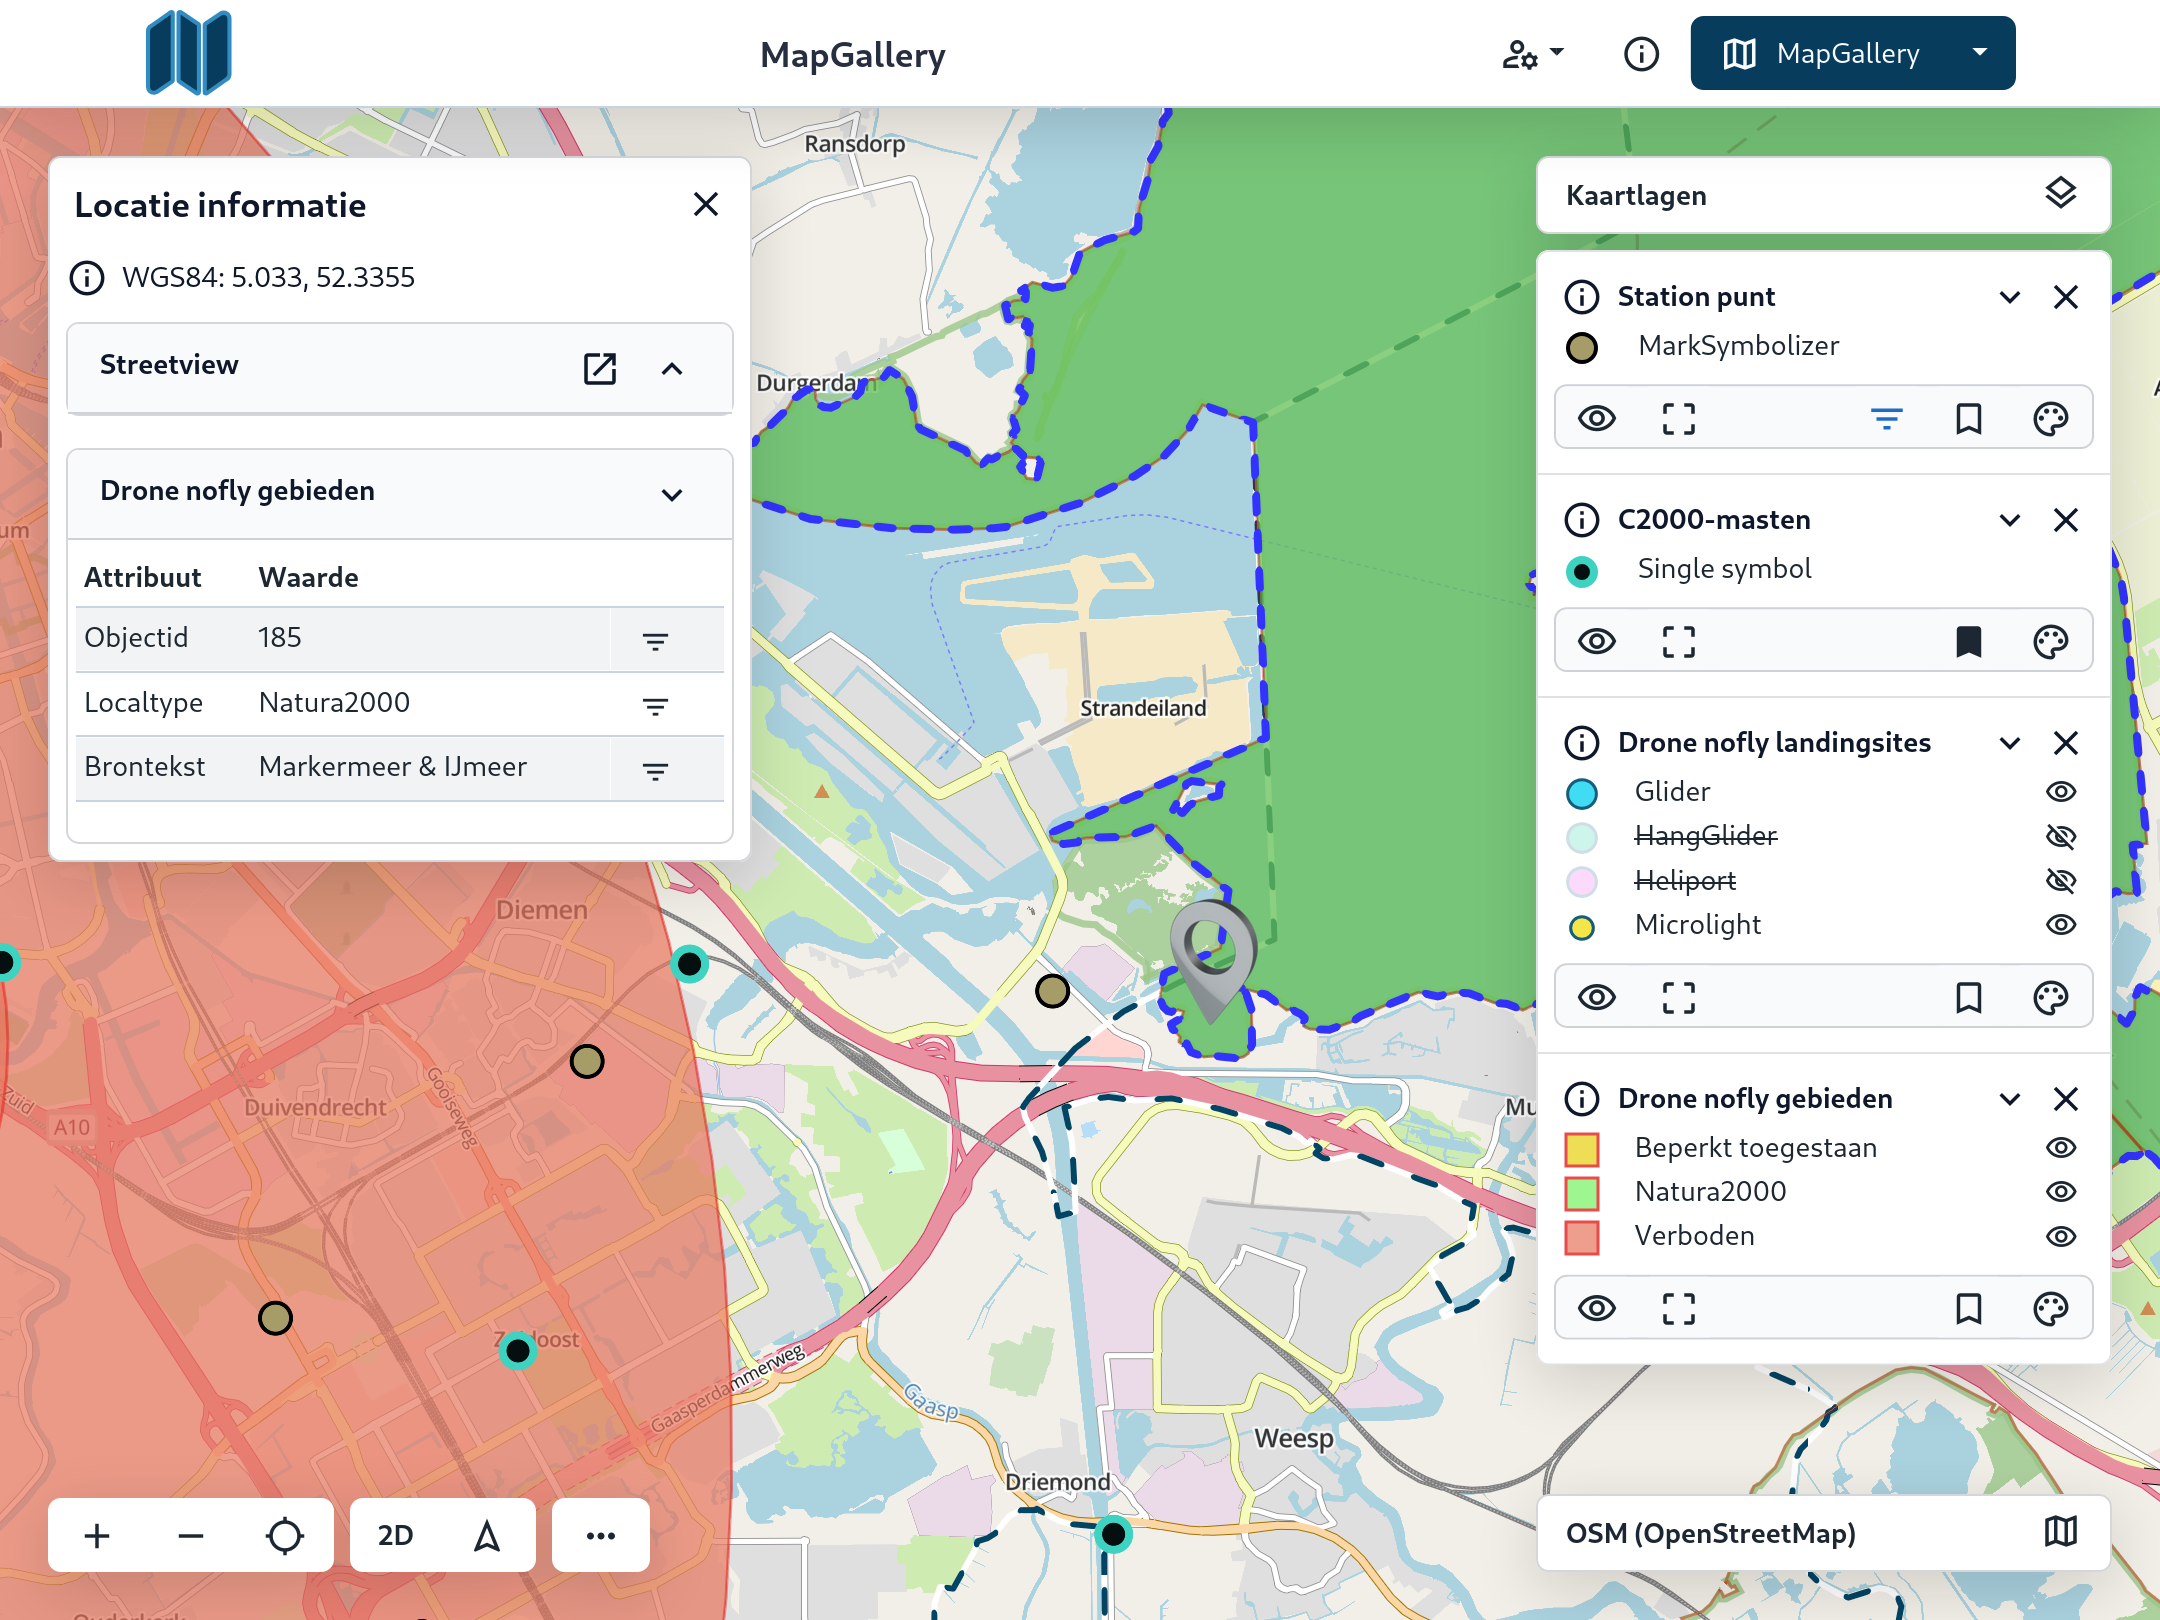 MapGallery
MapGallery
Locatie informatie
WGS84: 5.033, 52.3355
Streetview
Drone nofly gebieden
Attribuut Waarde
Objectid 185
Localtype Natura2000
Brontekst Markermeer & IJmeer
Kaartlagen
Station punt
MarkSymbolizer
C2000-masten
Single symbol
Drone nofly landingsites
Glider
HangGlider
Heliport
Microlight
Drone nofly gebieden
Beperkt toegestaan
Natura2000
Verboden
OSM (OpenStreetMap)
2D
Ransdorp
Durgerdam
Strandeiland
Diemen
Duivendrecht
Gooiseweg
A10
Zuid
um
Mu
Gaasperdammerweg
Gaasp
Weesp
Driemond